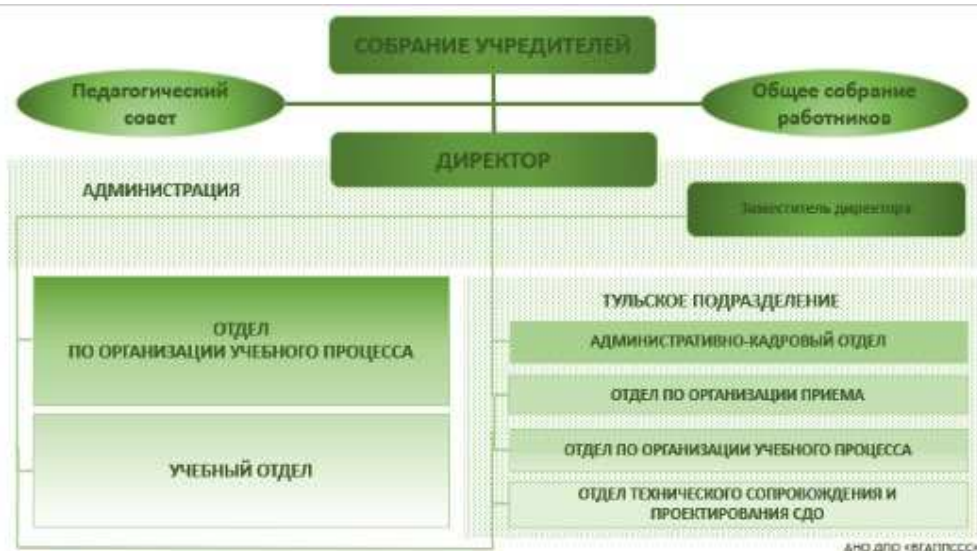 СОБРАНИЕ УЧРЕДИТЕЛЕЙ
Педагогический
совет
Общее собрание
работников
ДИРЕКТОР
АДМИНИСТРАЦИЯ
Заместитель директора
ОТДЕЛ
ПО ОРГАНИЗАЦИИ УЧЕБНОГО ПРОЦЕССА
УЧЕБНЫЙ ОТДЕЛ
ТУЛЬСКОЕ ПОДРАЗДЕЛЕНИЕ
АДМИНИСТРАТИВНО-КАДРОВЫЙ ОТДЕЛ
ОТДЕЛ ПО ОРГАНИЗАЦИИ ПРИЕМА
ОТДЕЛ ПО ОРГАНИЗАЦИИ УЧЕБНОГО ПРОЦЕССА
ОТДЕЛ ТЕХНИЧЕСКОГО СОПРОВОЖДЕНИЯ И
ПРОЕКТИРОВАНИЯ СДО
АНО ДПО